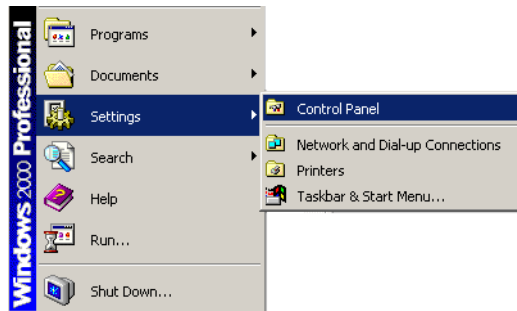 Windows 2000 Professional
Programs
Documents
Settings
Search
Help
Run...
Shut Down...
Control Panel
Network and Dial-up Connections
Printers
Taskbar & Start Menu...